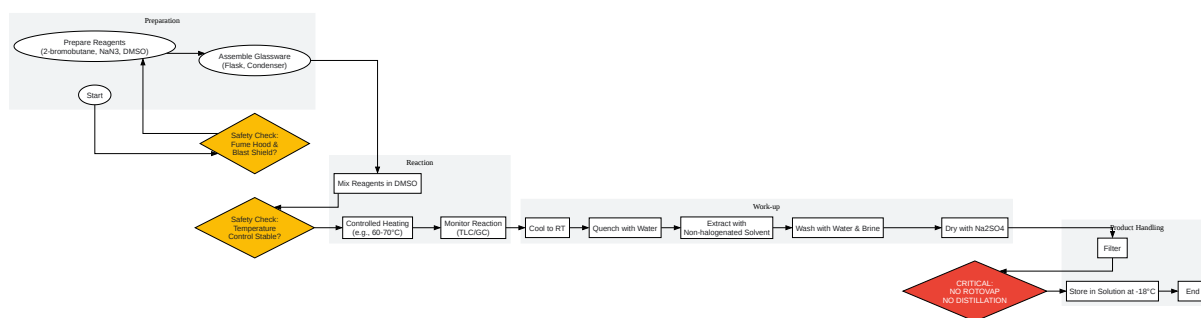 Preparation
Prepare Reagents
(2-bromobutane, NaN3, DMSO)
Assemble Glassware
(Flask, Condenser)
Start
Safety Check:
Fume Hood &
Blast Shield?
Reaction
Mix Reagents in DMSO
Safety Check:
Temperature
Control Stable?
Controlled Heating
(e.g., 60-70°C)
Monitor Reaction
(TLC/GC)
Work-up
Cool to RT
Quench with Water
Extract with
Non-halogenated Solvent
Wash with Water & Brine
Dry with Na2SO4
Product Handling
Filter
CRITICAL:
NO ROTOVAP
NO DISTILLATION
Store in Solution at -18°C
End